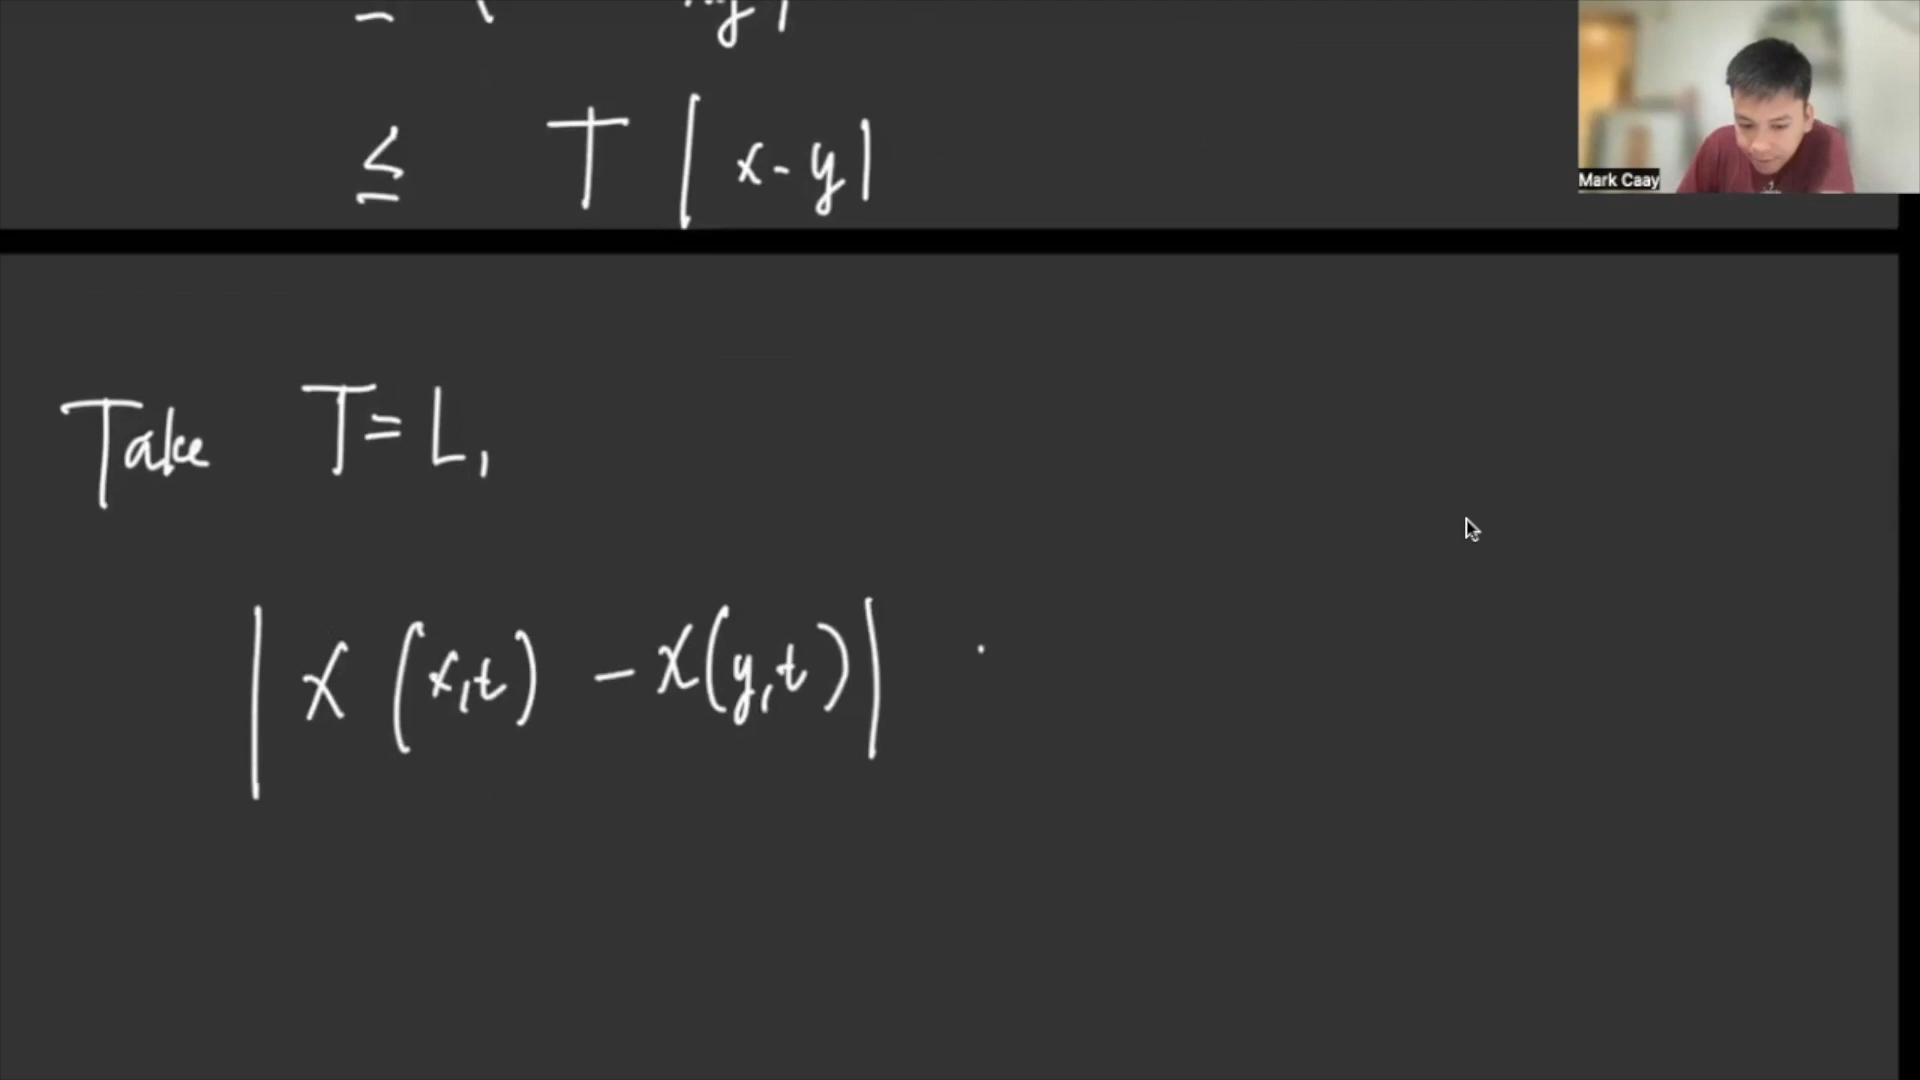 ≤ T | x - y |
Mark Caay
Take T = L,
| X (x,t) - X(y,t) |